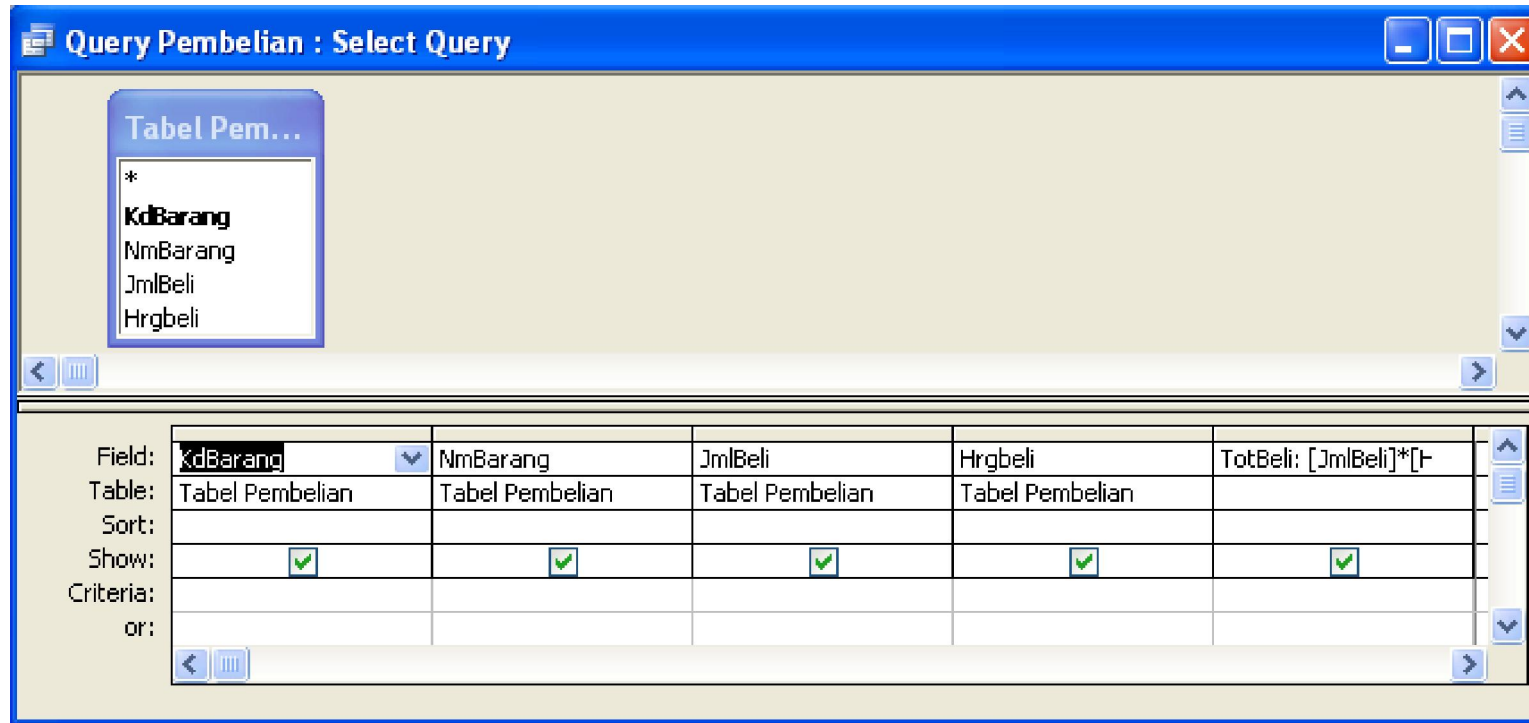 Query Pembelian : Select Query
Tabel Pem...
*
KdBarang
NmBarang
JmlBeli
Hrgbeli
Field: KdBarang NmBarang JmlBeli Hrgbeli TotBeli: [JmlBeli]*[H
Table: Tabel Pembelian Tabel Pembelian Tabel Pembelian Tabel Pembelian
Sort:
Show:
Criteria:
or: